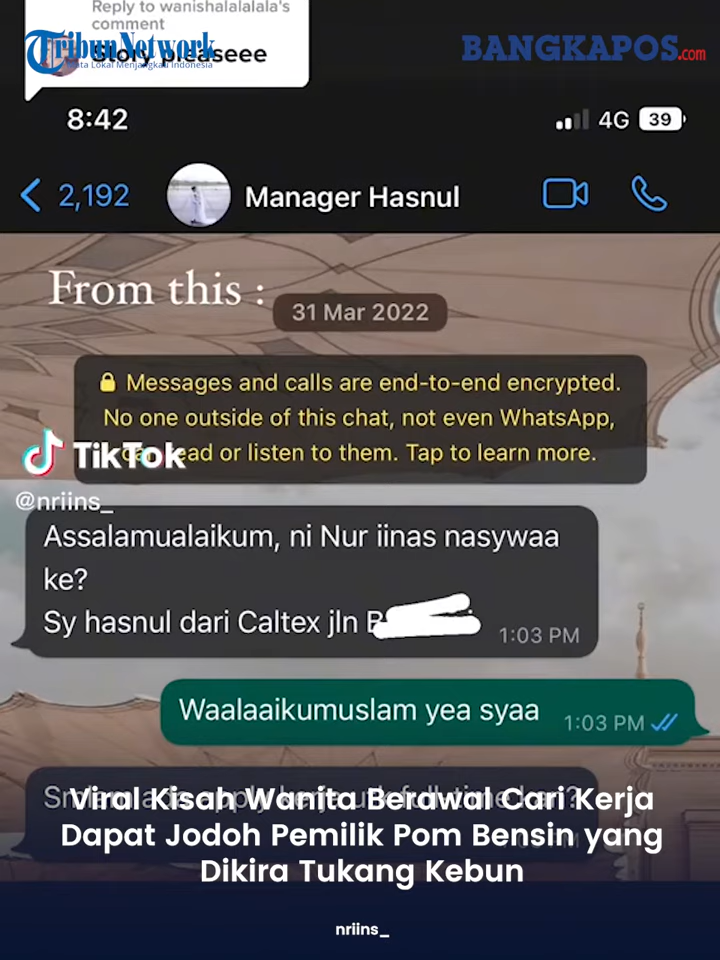 Reply to wanishalalalala's
comment
Story pleaseee
Tribun Network
Berita Lokal Menjangkau Indonesia
BANGKAPOS.com
8:42
4G 39
2,192 Manager Hasnul
From this :
31 Mar 2022
Messages and calls are end-to-end encrypted.
No one outside of this chat, not even WhatsApp,
can read or listen to them. Tap to learn more.
TikTok
@nriins_
Assalamualaikum, ni Nur iinas nasywaa
ke?
Sy hasnul dari Caltex jln
1:03 PM
Waalaaikumuslam yea syaa
1:03 PM
Viral Kisah Wanita Berawal Cari Kerja
Dapat Jodoh Pemilik Pom Bensin yang
Dikira Tukang Kebun
nriins_